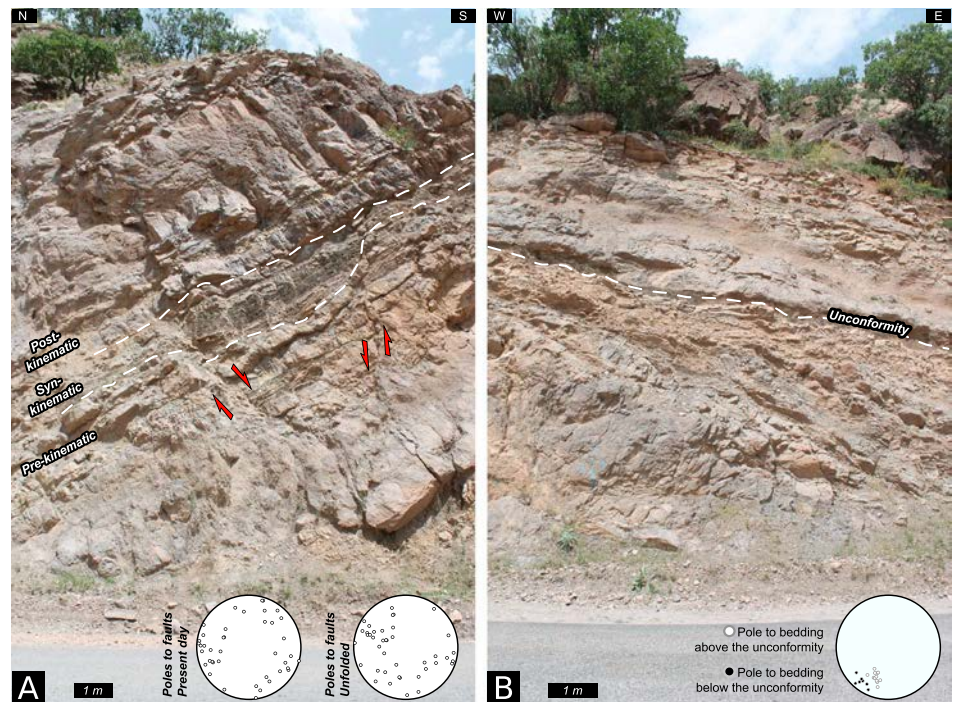 N
S
W
E
Post-
kinematic
Syn-
kinematic
Pre-kinematic
Unconformity
Poles to faults
Present day
Poles to faults
Unfolded
Pole to bedding
above the unconformity
Pole to bedding
below the unconformity
A
1 m
B
1 m